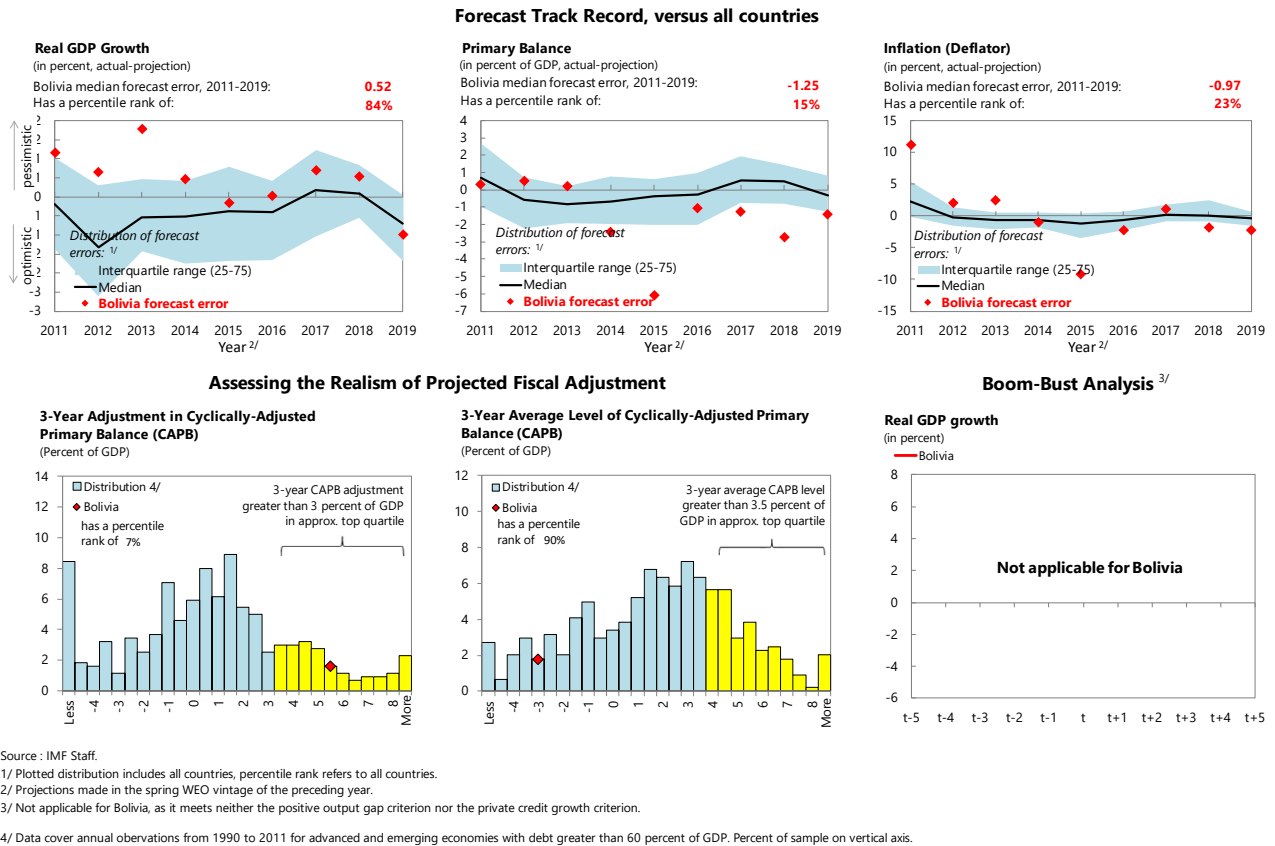 Forecast Track Record, versus all countries
Real GDP Growth
(in percent, actual-projection)
Bolivia median forecast error, 2011-2019: 0.52
Has a percentile rank of: 84%
pessimistic
optimistic
2
2
1
1
0
1
1
2
2
3
3
Distribution of forecast
errors: 1/
Interquartile range (25-75)
Median
Bolivia forecast error
2011 2012 2013 2014 2015 2016 2017 2018 2019
Year 2/
Primary Balance
(in percent of GDP, actual-projection)
Bolivia median forecast error, 2011-2019: -1.25
Has a percentile rank of: 15%
4
3
2
1
0
-1
-2
-3
-4
-5
-6
-7
Distribution of forecast
errors: 1/
Interquartile range (25-75)
Median
Bolivia forecast error
2011 2012 2013 2014 2015 2016 2017 2018 2019
Year 2/
Inflation (Deflator)
(in percent, actual-projection)
Bolivia median forecast error, 2011-2019: -0.97
Has a percentile rank of: 23%
15
10
5
0
-5
-10
-15
Distribution of forecast
errors: 1/
Interquartile range (25-75)
Median
Bolivia forecast error
2011 2012 2013 2014 2015 2016 2017 2018 2019
Year 2/
Assessing the Realism of Projected Fiscal Adjustment
3-Year Adjustment in Cyclically-Adjusted
Primary Balance (CAPB)
(Percent of GDP)
14
12
10
8
6
4
2
0
Distribution 4/
Bolivia
has a percentile
rank of 7%
3-year CAPB adjustment
greater than 3 percent of GDP
in approx. top quartile
Less -4 -3 -2 -1 0 1 2 3 4 5 6 7 8 More
3-Year Average Level of Cyclically-Adjusted Primary
Balance (CAPB)
(Percent of GDP)
12
10
8
6
4
2
0
Distribution 4/
Bolivia
has a percentile
rank of 90%
3-year average CAPB level
greater than 3.5 percent of
GDP in approx. top quartile
Less -4 -3 -2 -1 0 1 2 3 4 5 6 7 8 More
Boom-Bust Analysis 3/
Real GDP growth
(in percent)
Bolivia
8
6
4
2
0
-2
-4
-6
Not applicable for Bolivia
t-5 t-4 t-3 t-2 t-1 t t+1 t+2 t+3 t+4 t+5
Source : IMF Staff.
1/ Plotted distribution includes all countries, percentile rank refers to all countries.
2/ Projections made in the spring WEO vintage of the preceding year.
3/ Not applicable for Bolivia, as it meets neither the positive output gap criterion nor the private credit growth criterion.
4/ Data cover annual obervations from 1990 to 2011 for advanced and emerging economies with debt greater than 60 percent of GDP. Percent of sample on vertical axis.